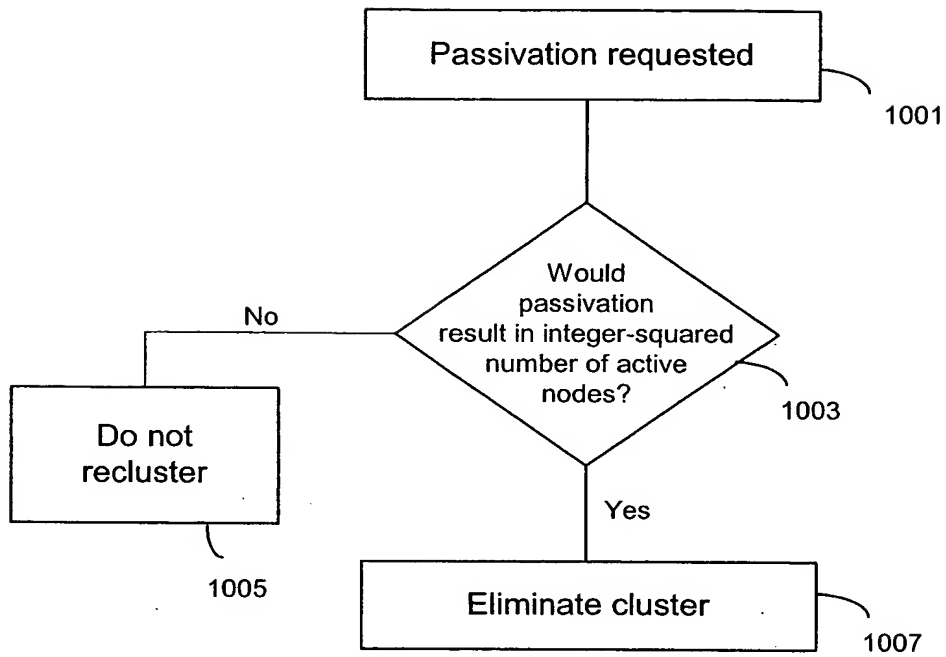 Passivation requested
1001
Would
passivation
result in integer-squared
number of active
nodes?
1003
No
Do not
recluster
1005
Yes
Eliminate cluster
1007